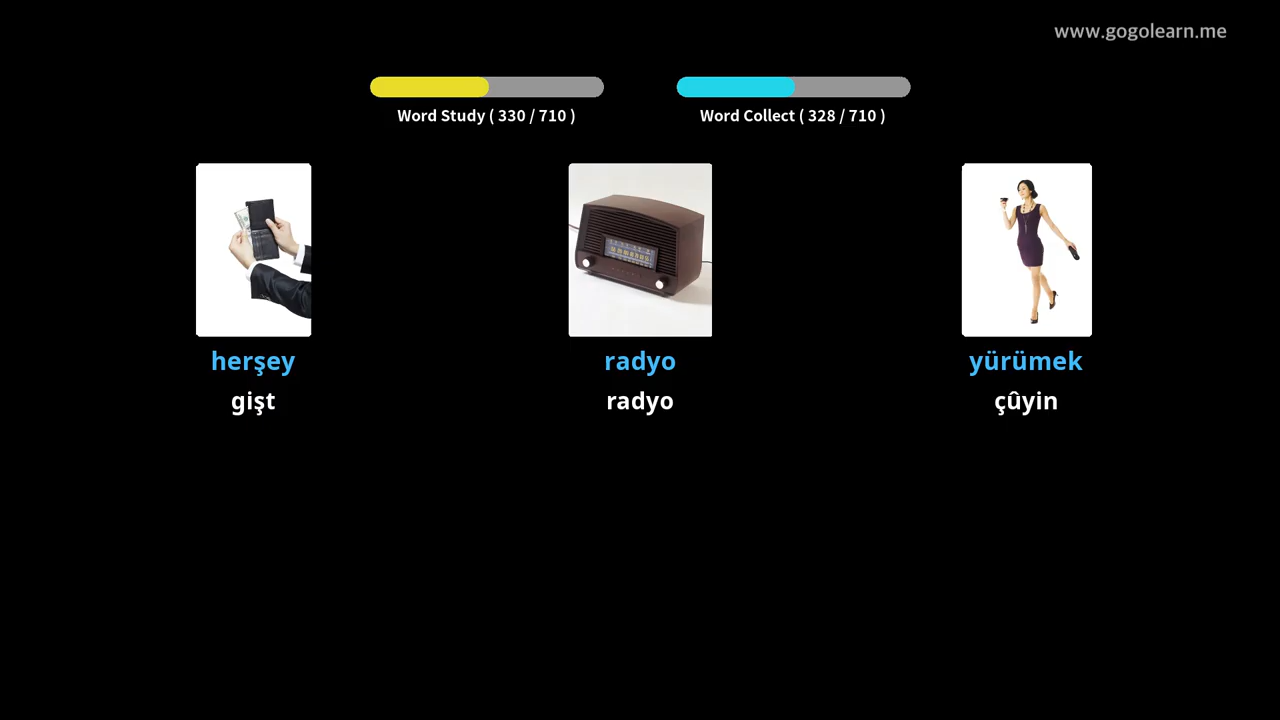 www.gogolearn.me
Word Study ( 330 / 710 )
Word Collect ( 328 / 710 )
herşey
gişt
radyo
radyo
yürümek
çûyin